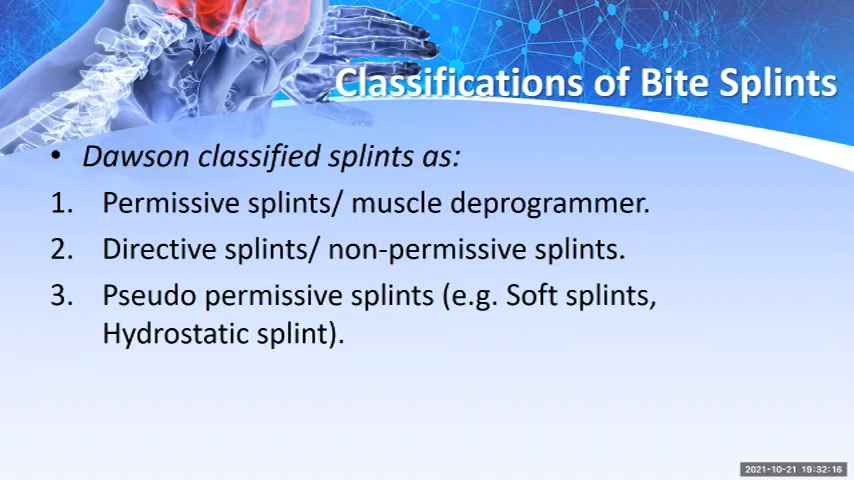 Classifications of Bite Splints
• Dawson classified splints as:
1. Permissive splints/ muscle deprogrammer.
2. Directive splints/ non-permissive splints.
3. Pseudo permissive splints (e.g. Soft splints,
Hydrostatic splint).
2021-10-21 19:32:16